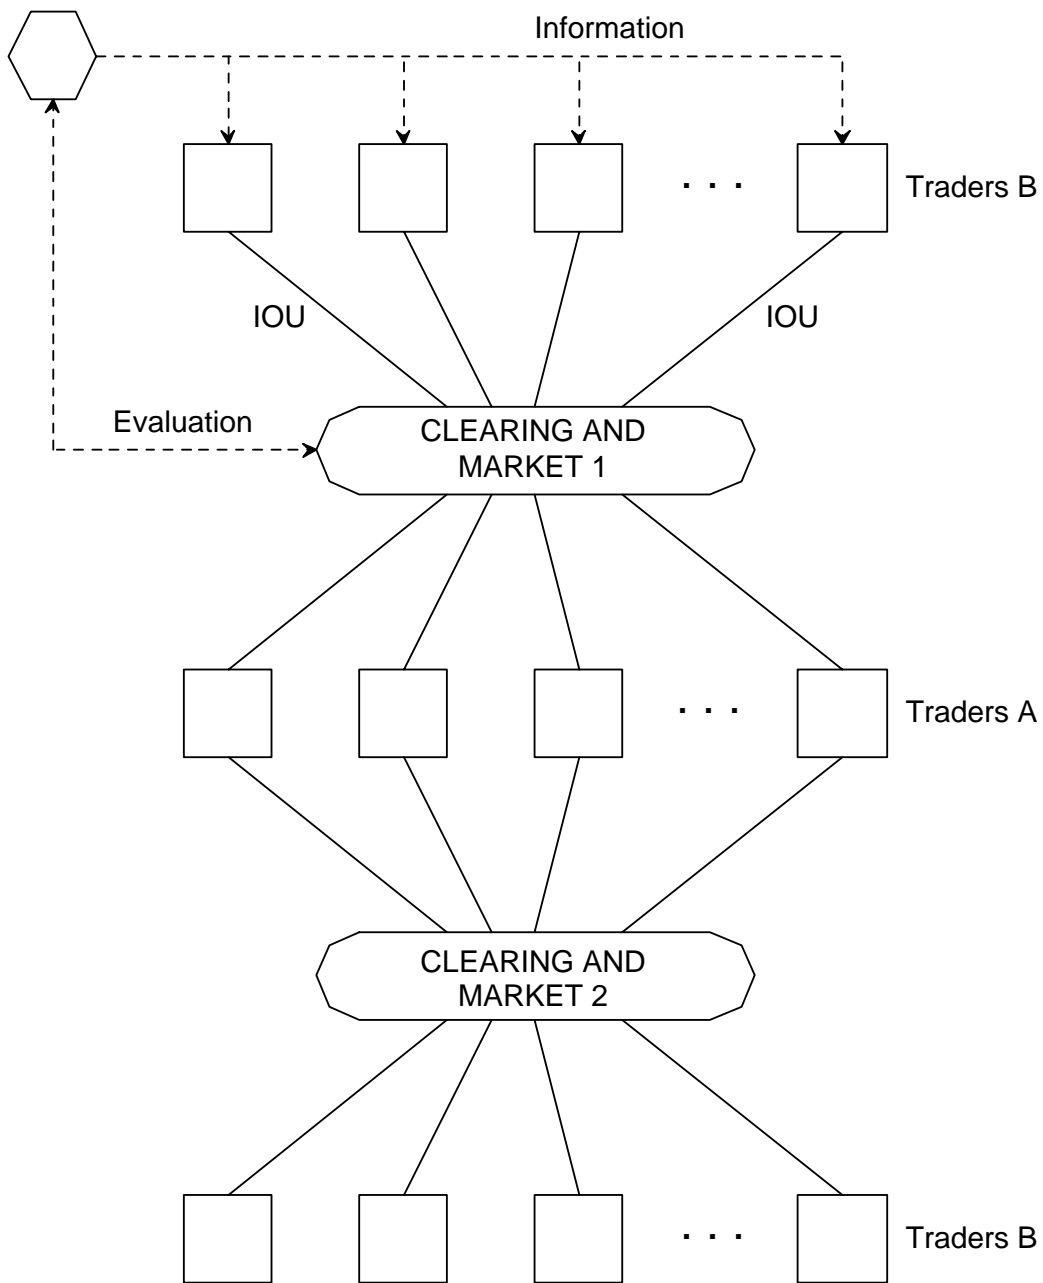 Information
. . .
Traders B
IOU
IOU
Evaluation
CLEARING AND
MARKET 1
. . .
Traders A
CLEARING AND
MARKET 2
. . .
Traders B